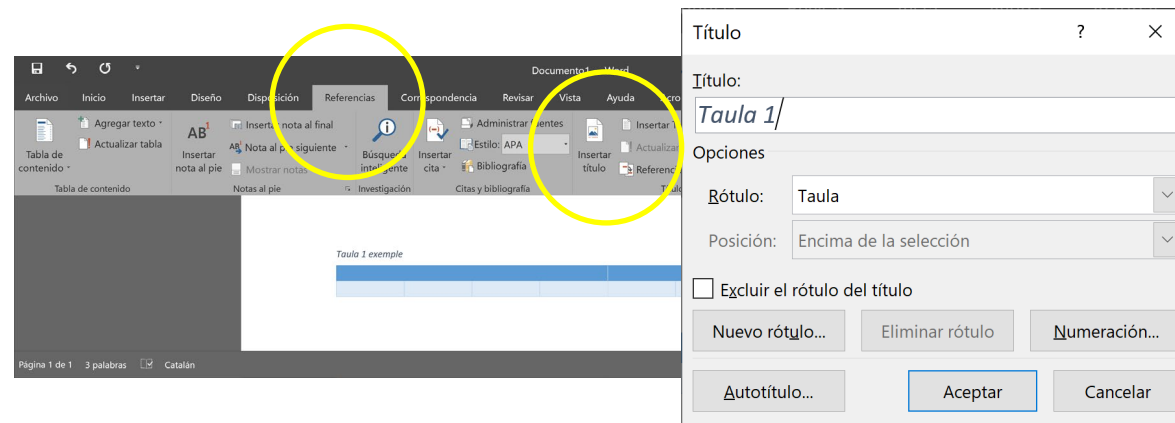 Documento1 - Word
Archivo Inicio Insertar Diseño Disposición Referencias Correspondencia Revisar Vista Ayuda Acro
Tabla de contenido
Agregar texto
Actualizar tabla
Tabla de contenido
AB1
Insertar nota al pie
Insertar nota al final
Nota al pie siguiente
Mostrar notas
Notas al pie
Búsqueda inteligente
Investigación
Insertar cita
Administrar fuentes
Estilo: APA
Bibliografía
Citas y bibliografía
Insertar título
Insertar T
Actualizar
Referenci
Título
Taula 1 exemple
Página 1 de 1 3 palabras Catalán
Título ? ×
Título:
Taula 1
Opciones
Rótulo: Taula
Posición: Encima de la selección
Excluir el rótulo del título
Nuevo rótulo... Eliminar rótulo Numeración...
Autotítulo... Aceptar Cancelar